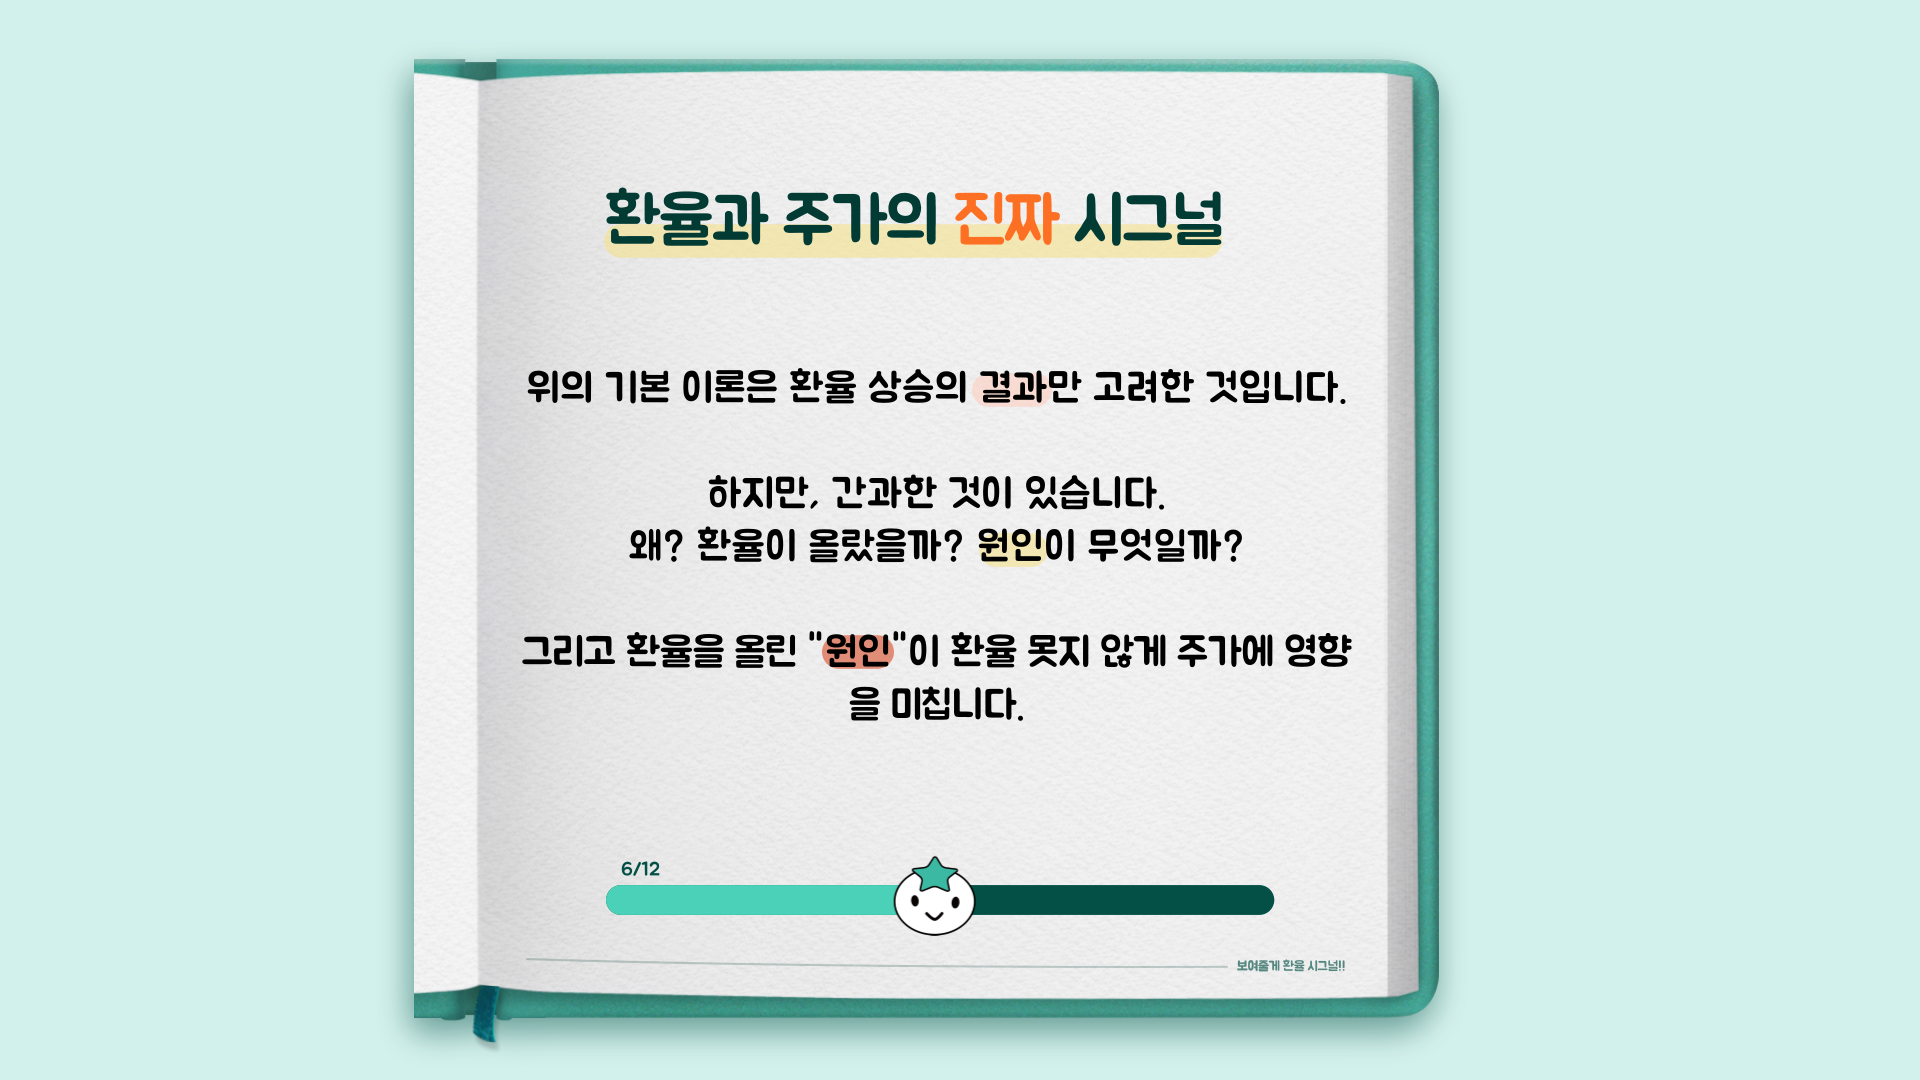 환율과 주가의 진짜 시그널
위의 기본 이론은 환율 상승의 결과만 고려한 것입니다.
하지만, 간과한 것이 있습니다.
왜? 환율이 올랐을까? 원인이 무엇일까?
그리고 환율을 올린 "원인"이 환율 못지 않게 주가에 영향
을 미칩니다.
6/12
보여줄게 환율 시그널!!